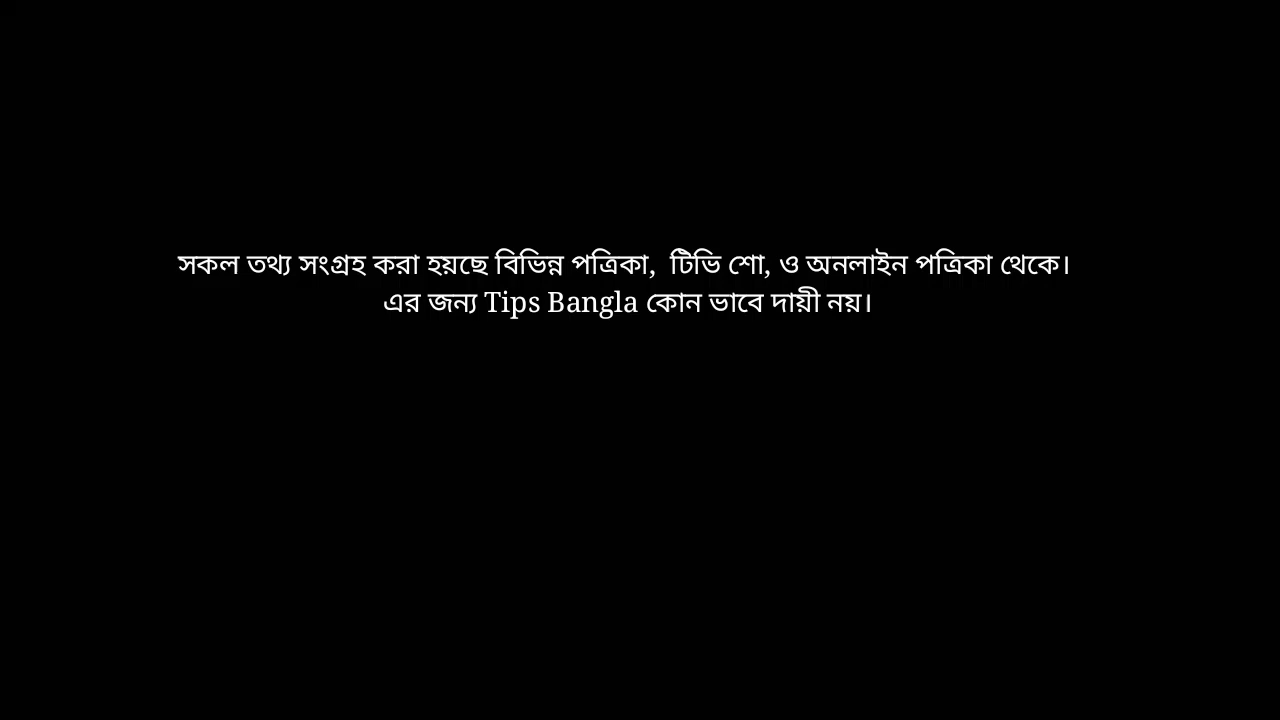 সকল তথ্য সংগ্রহ করা হয়ছে বিভিন্ন পত্রিকা,  টিভি শো, ও অনলাইন পত্রিকা থেকে।
এর জন্য Tips Bangla কোন ভাবে দায়ী নয়।